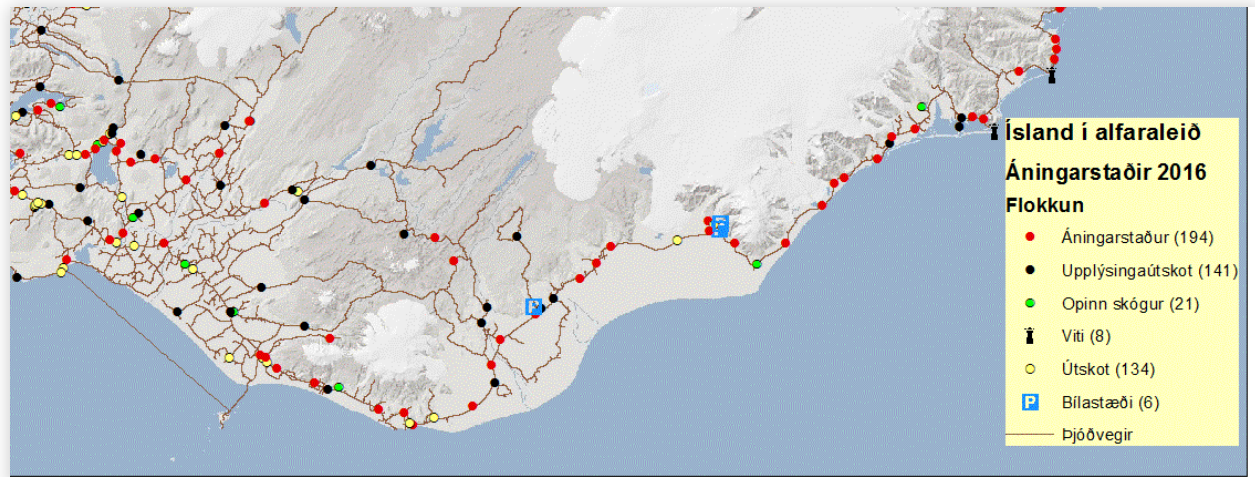 Ísland í alfaraleið
Áningarstaðir 2016
Flokkun
Áningarstaður (194)
Upplýsingaútskot (141)
Opinn skógur (21)
Viti (8)
Útskot (134)
P Bílastæði (6)
Þjóðvegir
P
P